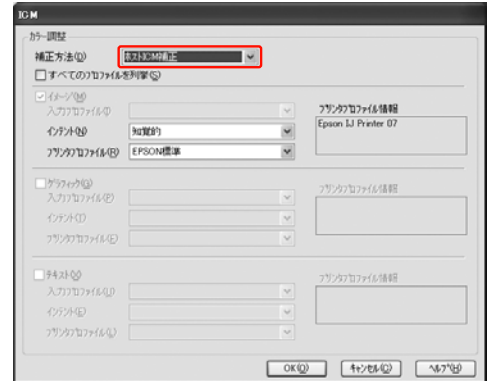 ICM
カラー調整
補正方法(D)
ホストICM補正
すべてのプロファイルを列挙(S)
イメージ(M)
入力プロファイル(I)
インテント(N)
知覚的
プリンタプロファイル(R)
EPSON標準
プリンタプロファイル情報
Epson IJ Printer 07
グラフィック(G)
入力プロファイル(P)
インテント(T)
プリンタプロファイル(E)
プリンタプロファイル情報
テキスト(X)
入力プロファイル(U)
インテント(E)
プリンタプロファイル(L)
プリンタプロファイル情報
OK(O)
キャンセル(C)
ヘルプ(H)